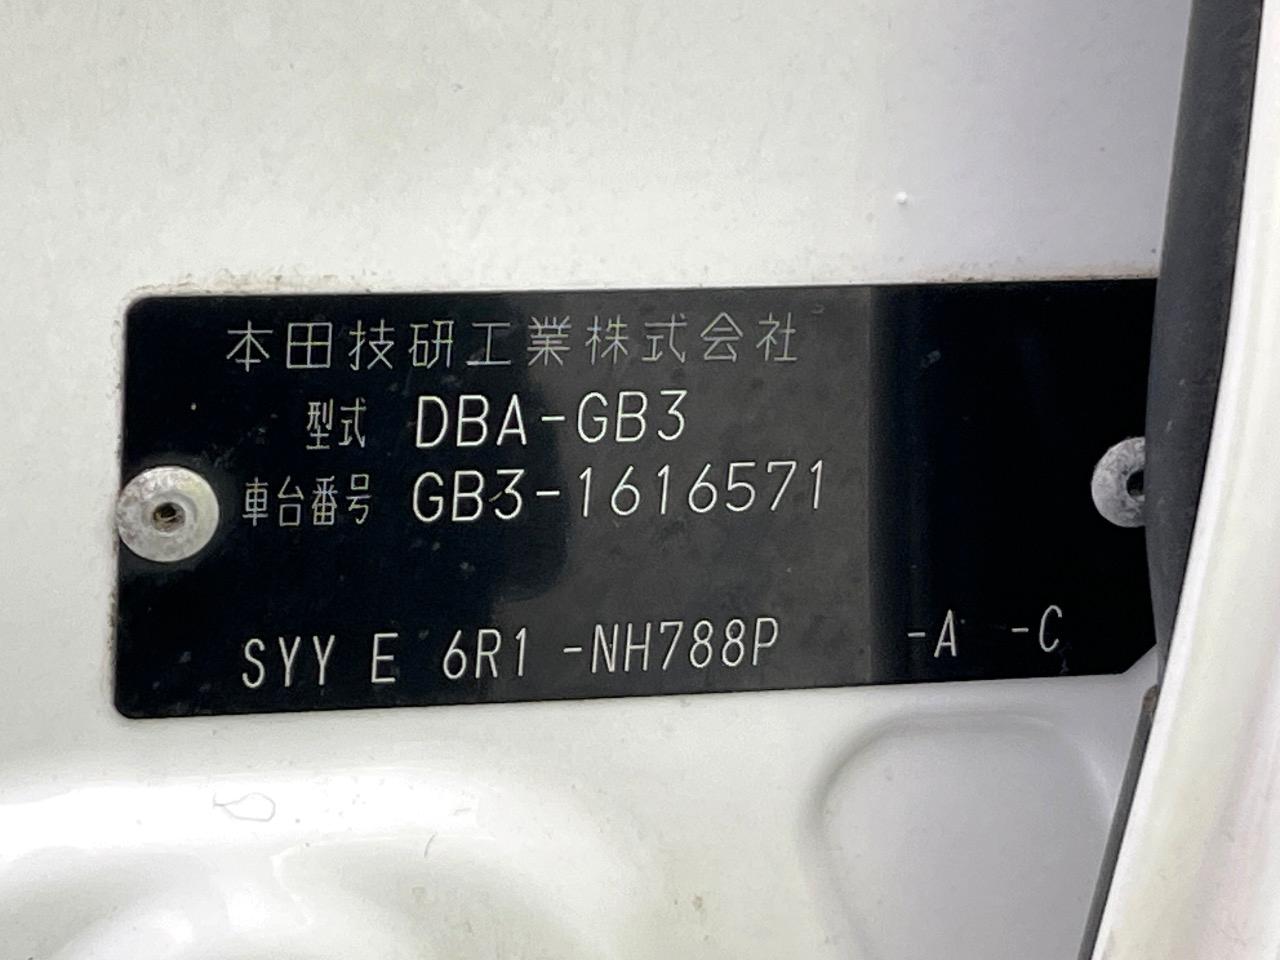 本田技研工業株式会社
型式 DBA-GB3
車台番号 GB3-1616571
SYY E 6R1 -NH788P -A -C